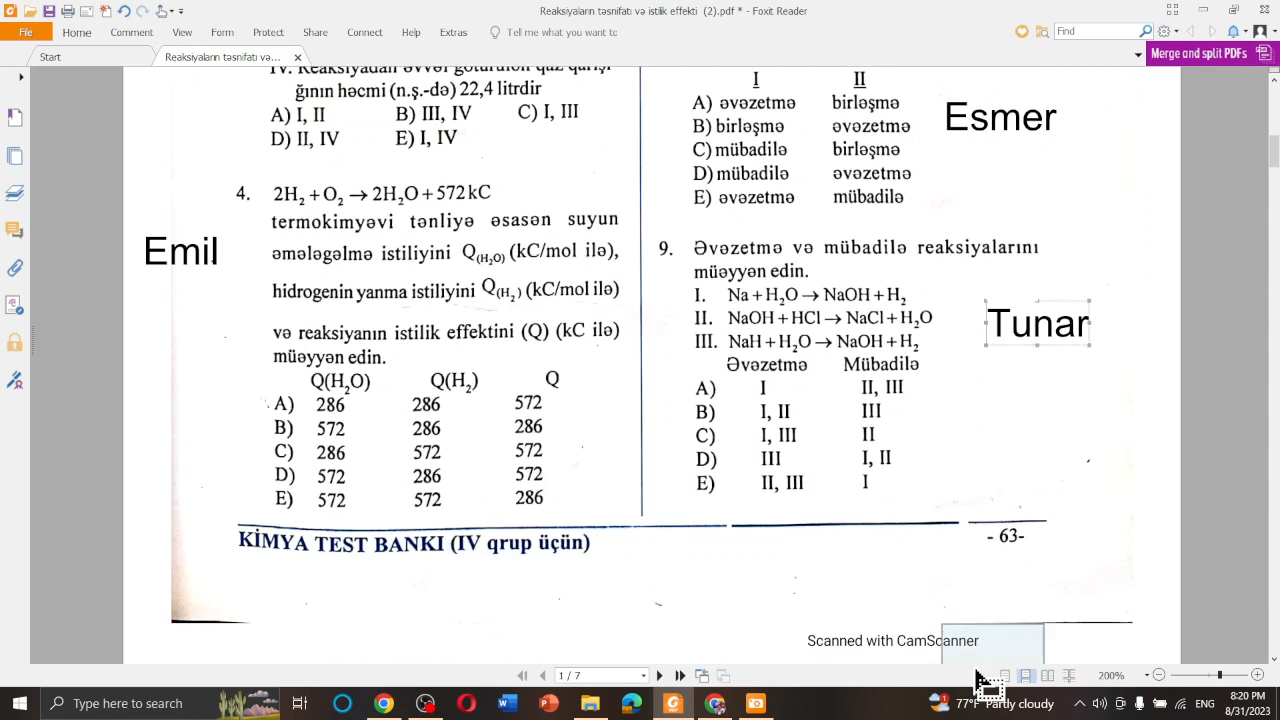 Reaksiyaların təsnifatı və istilik effekti (2).pdf * - Foxit Reader
File Home Comment View Form Protect Share Connect Help Extras Tell me what you want to Find
Start Reaksiyaların təsnifatı və... Merge and split PDFs
IV. Reaksiyadan əvvəl götürülən qaz qarışı-
ğının həcmi (n.ş.-də) 22,4 litrdir
A) I, II B) III, IV C) I, III
D) II, IV E) I, IV
4. 2H₂ + O₂ → 2H₂O + 572 kC
termokimyəvi tənliyə əsasən suyun
əmələgəlmə istiliyini Q(H₂O) (kC/mol ilə),
hidrogenin yanma istiliyini Q(H₂) (kC/mol ilə)
və reaksiyanın istilik effektini (Q) (kC ilə)
müəyyən edin.
Q(H₂O) Q(H₂) Q
A) 286 286 572
B) 572 286 286
C) 286 572 572
D) 572 286 572
E) 572 572 286
Emil
I II
A) əvəzetmə birləşmə
B) birləşmə əvəzetmə
C) mübadilə birləşmə
D) mübadilə əvəzetmə
E) əvəzetmə mübadilə
Esmer
9. Əvəzetmə və mübadilə reaksiyalarını
müəyyən edin.
I. Na + H₂O → NaOH + H₂
II. NaOH + HCl → NaCl + H₂O
III. NaH + H₂O → NaOH + H₂
Əvəzetmə Mübadilə
A) I II, III
B) I, II III
C) I, III II
D) III I, II
E) II, III I
Tunar
KİMYA TEST BANKI (IV qrup üçün)
- 63-
Scanned with CamScanner
1 / 7 200%
Type here to search 77°F Partly cloudy ENG 8:20 PM
8/31/2023